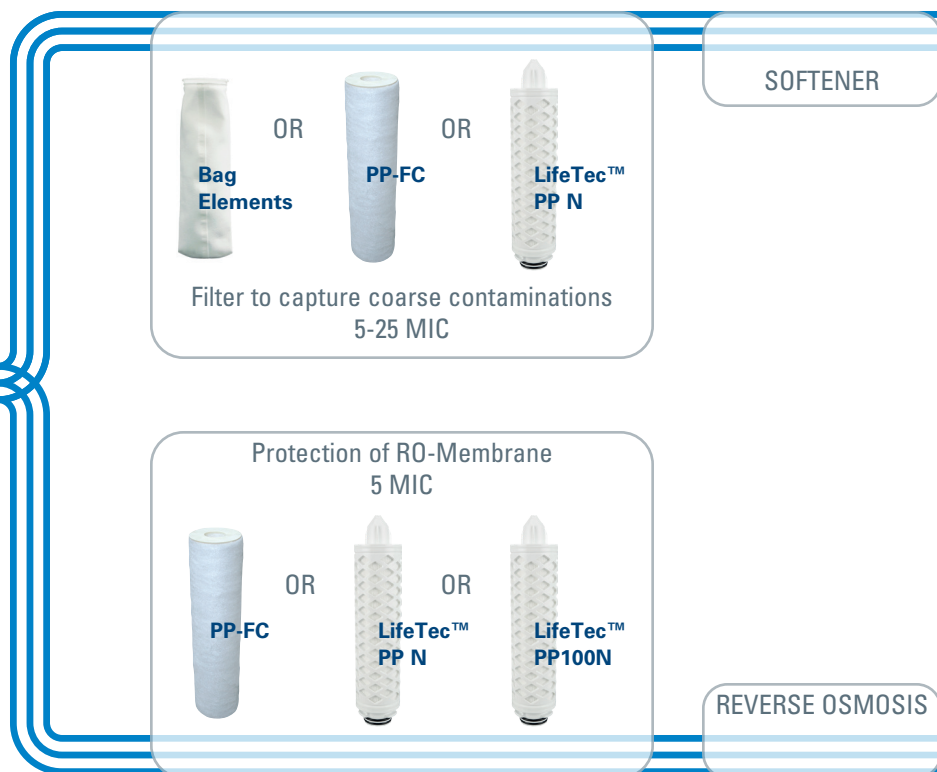 SOFTENER
OR
OR
Bag
Elements
PP-FC
LifeTec™
PP N
Filter to capture coarse contaminations
5-25 MIC
Protection of RO-Membrane
5 MIC
OR
OR
PP-FC
LifeTec™
PP N
LifeTec™
PP100N
REVERSE OSMOSIS